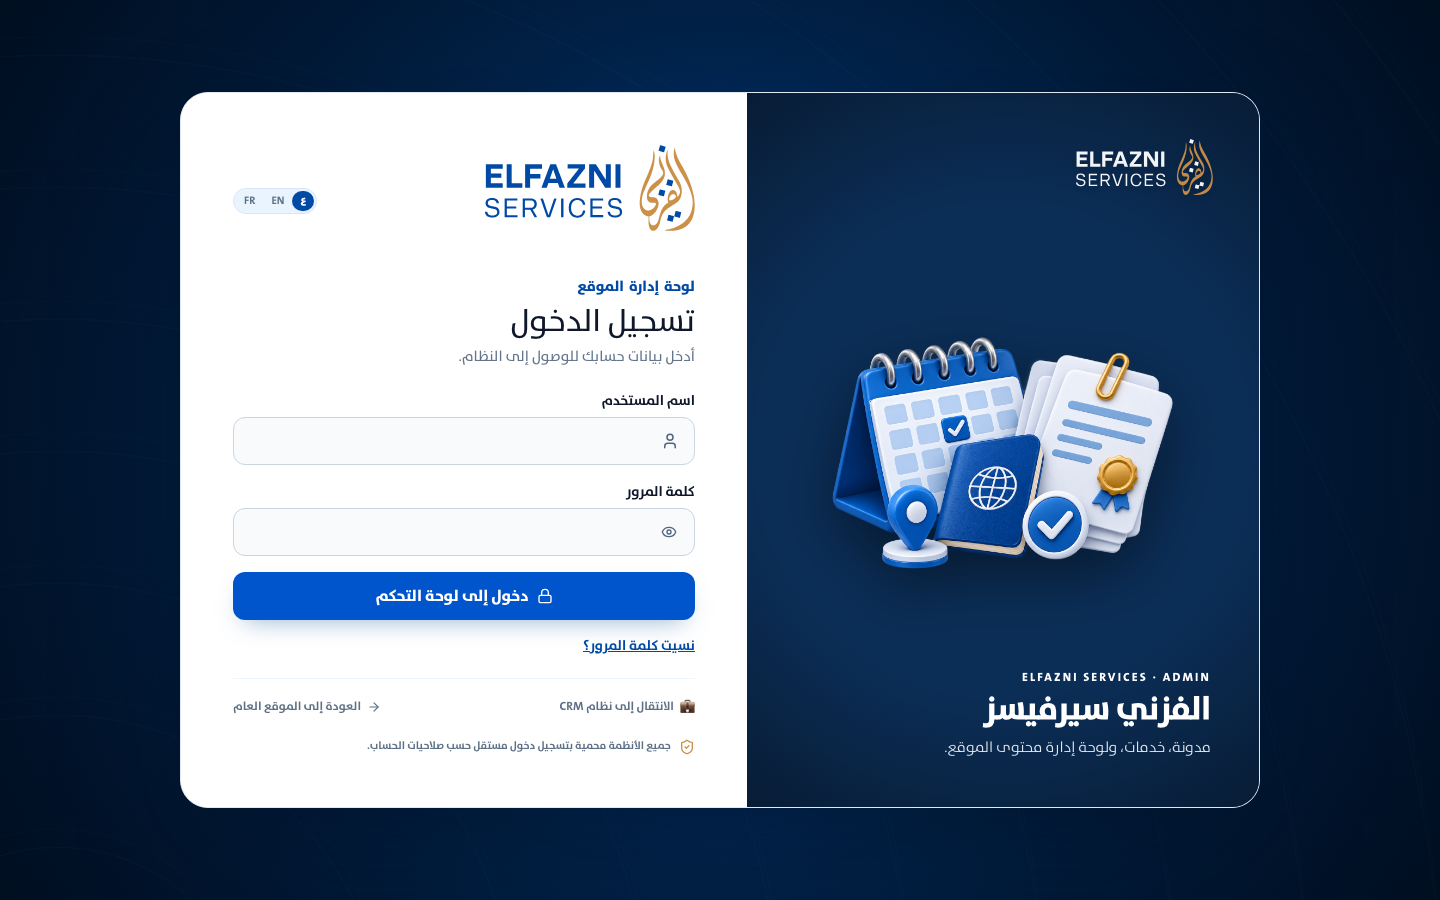 ELFAZNI
SERVICES
ع EN FR
لوحة إدارة الموقع
تسجيل الدخول
أدخل بيانات حسابك للوصول إلى النظام.
اسم المستخدم
كلمة المرور
دخول إلى لوحة التحكم
نسيت كلمة المرور؟
الانتقال إلى نظام CRM
العودة إلى الموقع العام
جميع الأنظمة محمية بتسجيل دخول مستقل حسب صلاحيات الحساب.
ELFAZNI
SERVICES
ELFAZNI SERVICES · ADMIN
الفزني سيرفيسز
مدونة، خدمات، ولوحة إدارة محتوى الموقع.